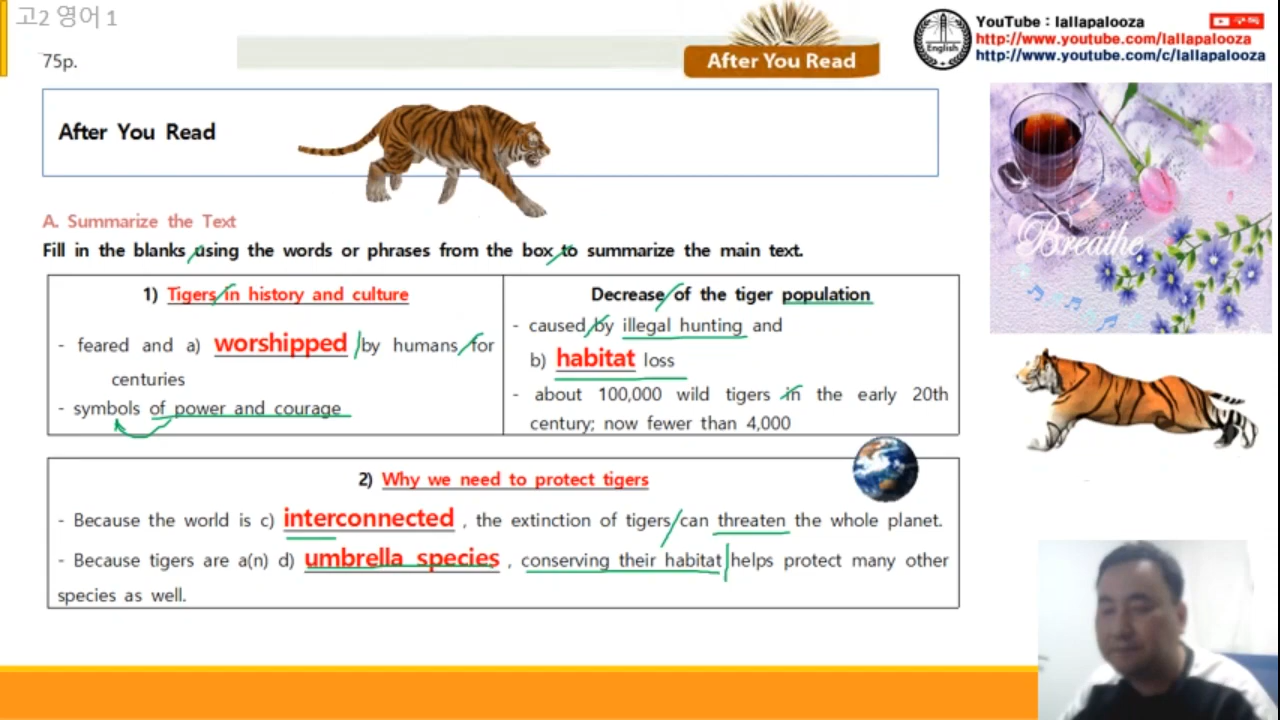 고2 영어 1
75p.
After You Read
English
YouTube : lallapalooza
구독
http://www.youtube.com/lallapalooza
http://www.youtube.com/c/lallapalooza
After You Read
Breathe
A. Summarize the Text
Fill in the blanks using the words or phrases from the box to summarize the main text.
1) Tigers in history and culture
- feared and a) worshipped by humans for
centuries
- symbols of power and courage
Decrease of the tiger population
- caused by illegal hunting and
b) habitat loss
- about 100,000 wild tigers in the early 20th
century; now fewer than 4,000
2) Why we need to protect tigers
- Because the world is c) interconnected , the extinction of tigers can threaten the whole planet.
- Because tigers are a(n) d) umbrella species , conserving their habitat helps protect many other
species as well.